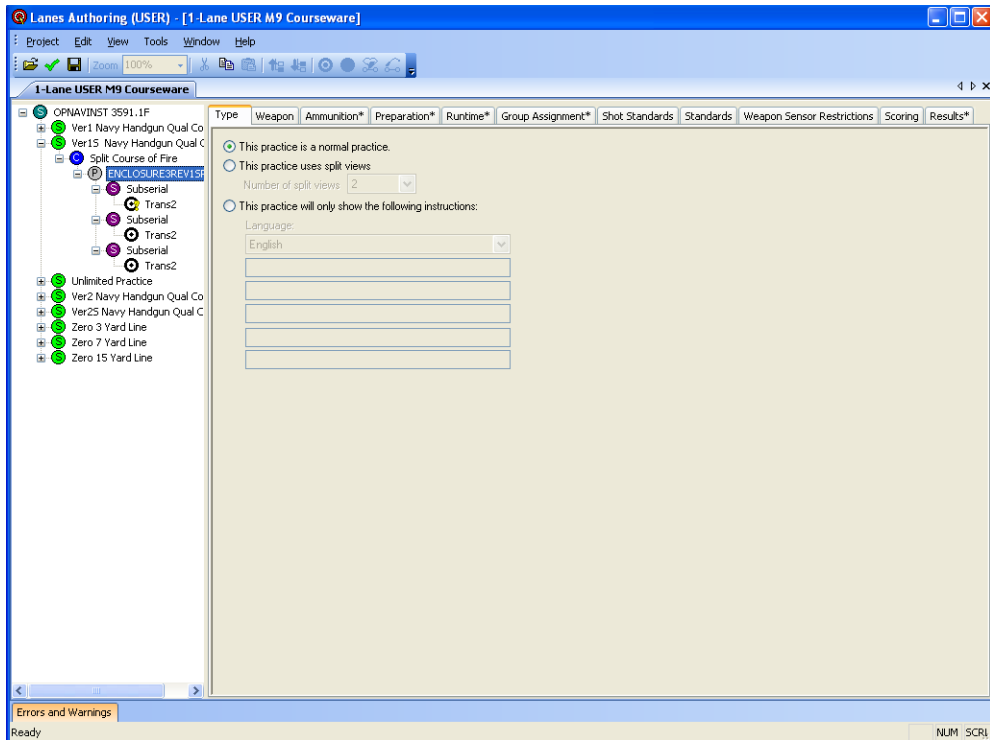 Lanes Authoring (USER) - [1-Lane USER M9 Courseware]
Project Edit View Tools Window Help
Zoom 100%
1-Lane USER M9 Courseware
OPNAVINST 3591.1F
Ver1 Navy Handgun Qual Co
Ver1S Navy Handgun Qual C
Split Course of Fire
ENCLOSURE3REV1SF
Subserial
Trans2
Subserial
Trans2
Subserial
Trans2
Unlimited Practice
Ver2 Navy Handgun Qual Co
Ver2S Navy Handgun Qual C
Zero 3 Yard Line
Zero 7 Yard Line
Zero 15 Yard Line
Type Weapon Ammunition* Preparation* Runtime* Group Assignment* Shot Standards Standards Weapon Sensor Restrictions Scoring Results*
This practice is a normal practice.
This practice uses split views
Number of split views 2
This practice will only show the following instructions:
Language:
English
Errors and Warnings
Ready NUM SCRL